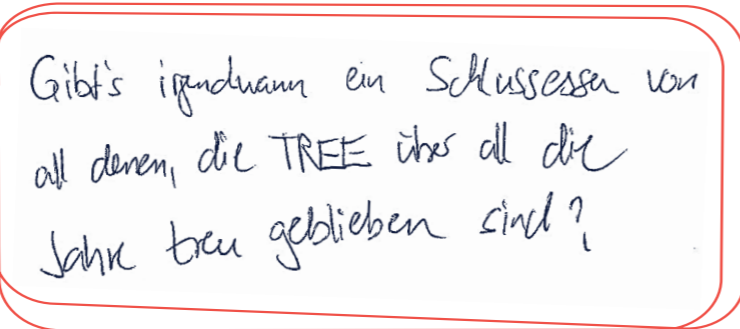 Gibt's irgendwann ein Schlussessen von
all denen, die TREE über all die
Jahre treu geblieben sind?